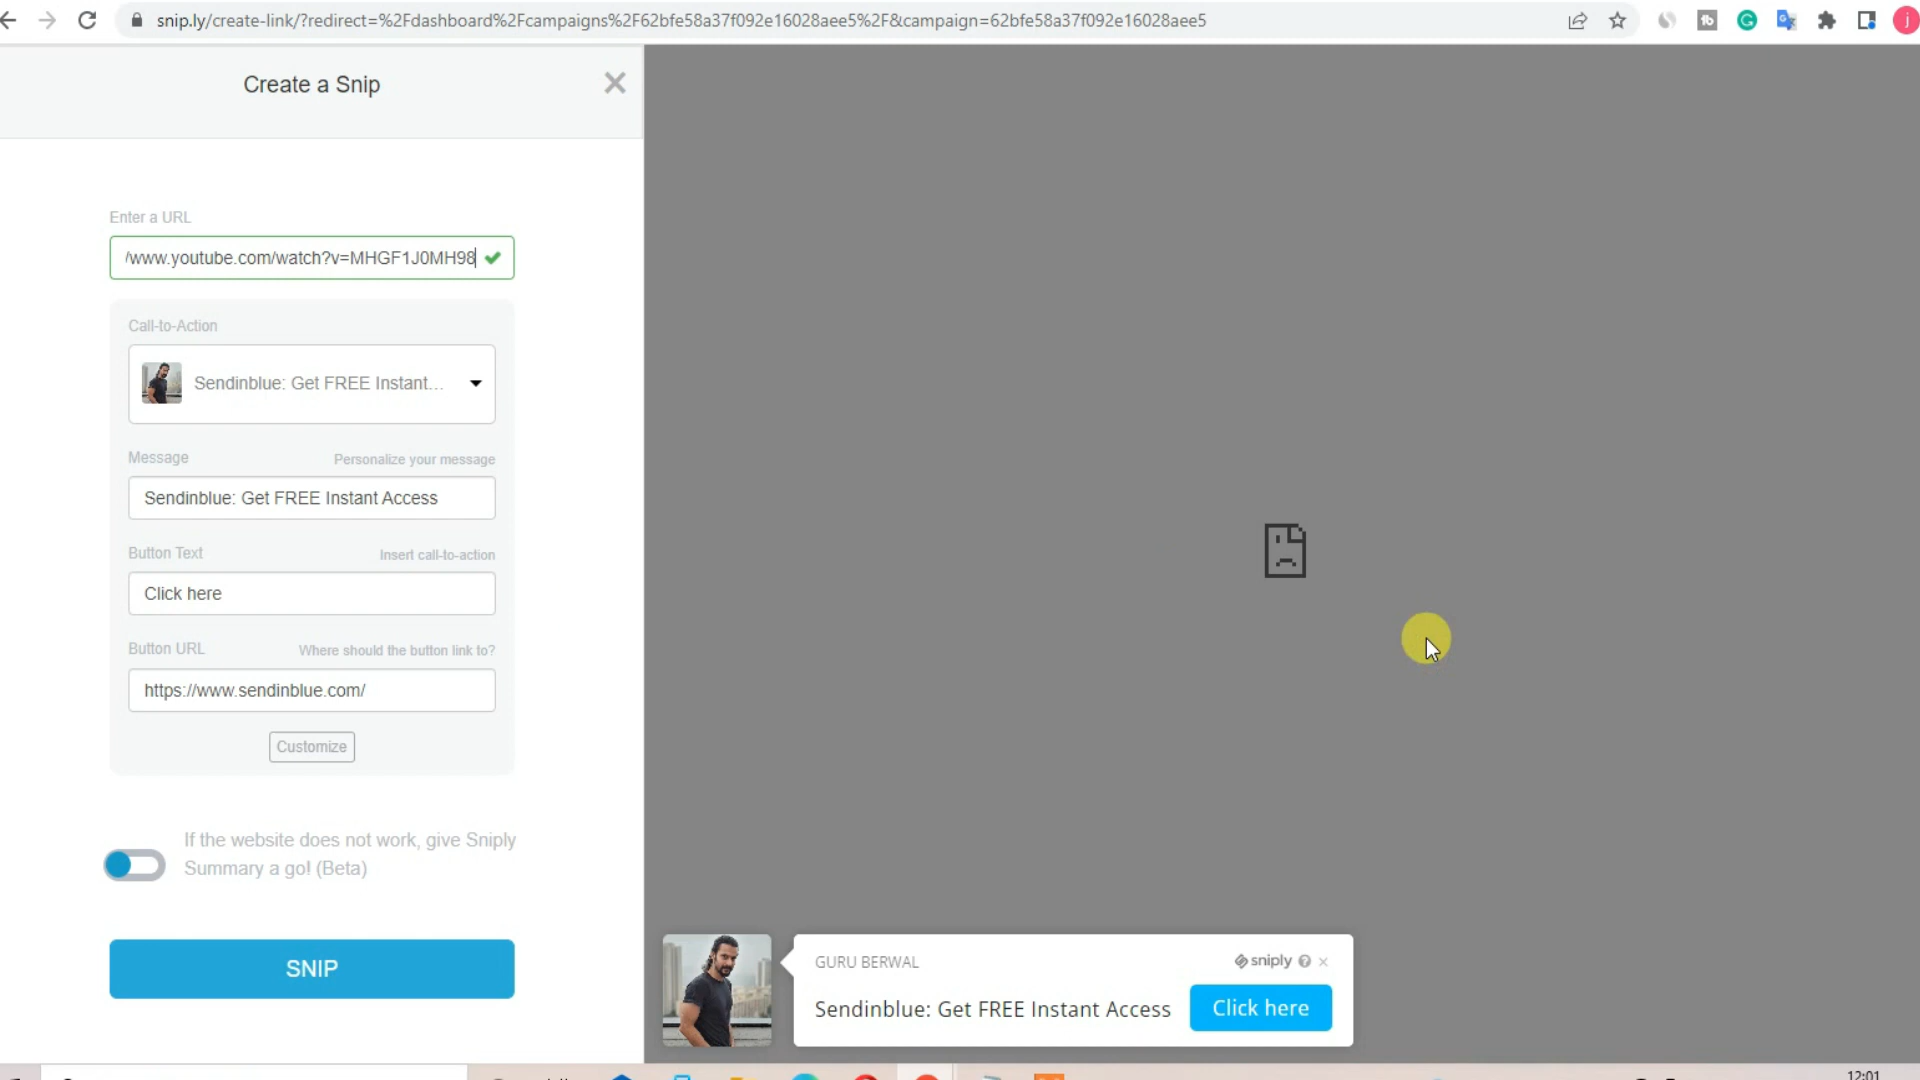 snip.ly/create-link/?redirect=%2Fdashboard%2Fcampaigns%2F62bfe58a37f092e16028aee5%2F&campaign=62bfe58a37f092e16028aee5
j
Create a Snip
Enter a URL
/www.youtube.com/watch?v=MHGF1J0MH98
Call-to-Action
Sendinblue: Get FREE Instant...
Message Personalize your message
Sendinblue: Get FREE Instant Access
Button Text Insert call-to-action
Click here
Button URL Where should the button link to?
https://www.sendinblue.com/
Customize
If the website does not work, give Sniply
Summary a go! (Beta)
SNIP
GURU BERWAL sniply
Sendinblue: Get FREE Instant Access Click here
12:01